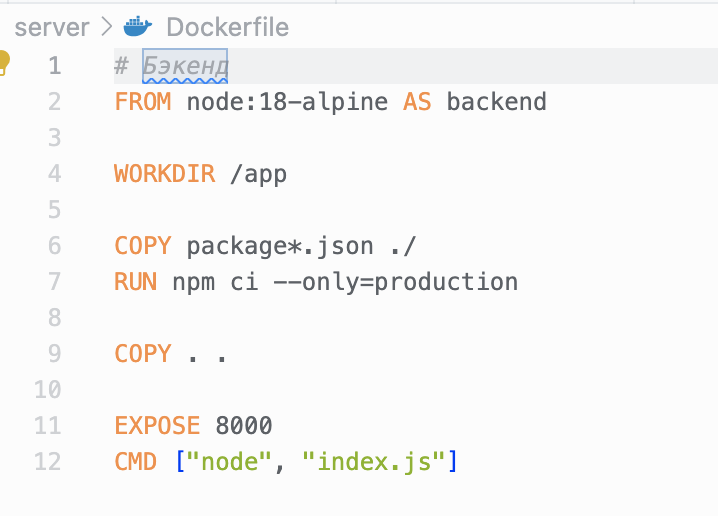 server > Dockerfile
1 # Бэкенд
2 FROM node:18-alpine AS backend
3
4 WORKDIR /app
5
6 COPY package*.json ./
7 RUN npm ci --only=production
8
9 COPY . .
10
11 EXPOSE 8000
12 CMD ["node", "index.js"]